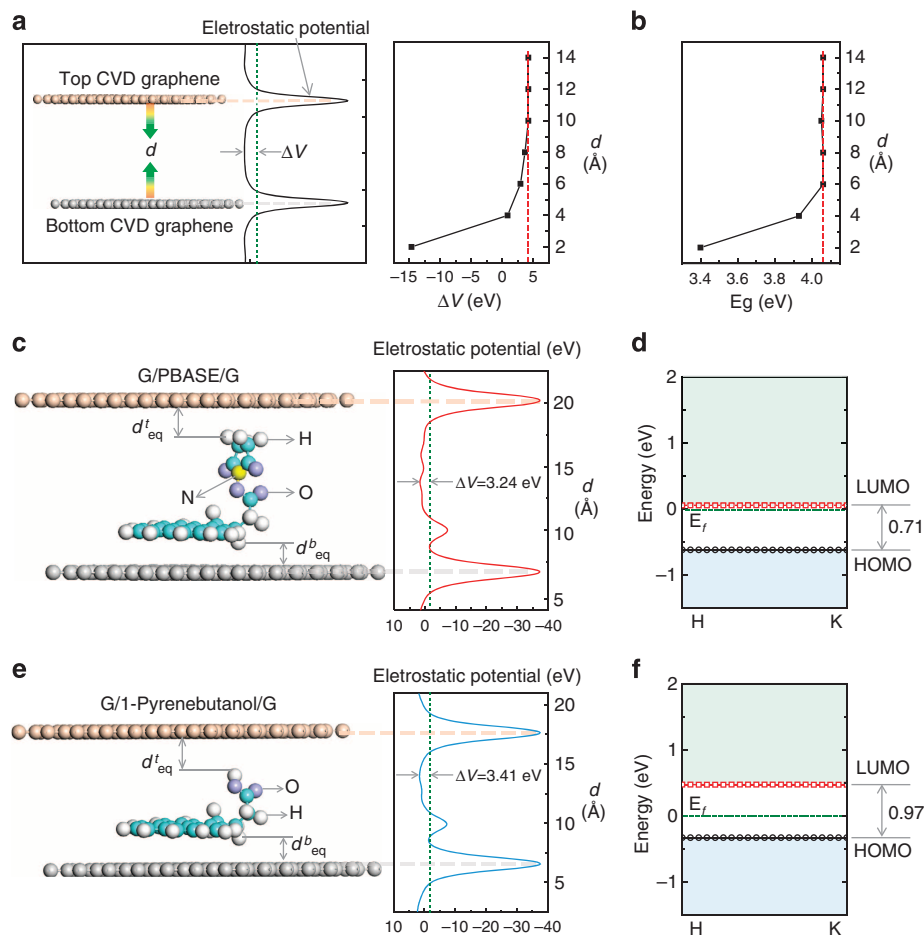 a
b
Eletrostatic potential
Top CVD graphene
d
ΔV
Bottom CVD graphene
14
12
10
8
6
4
2
d
(Å)
−15
−10
−5
0
5
ΔV (eV)
14
12
10
8
6
4
2
d
(Å)
3.4
3.6
3.8
4.0
Eg (eV)
c
Eletrostatic potential (eV)
d
G/PBASE/G
d^t_eq
H
N
O
d^b_eq
20
15
10
5
d
(Å)
ΔV=3.24 eV
10
0
−10
−20
−30
−40
2
1
0
−1
Energy (eV)
E_f
LUMO
0.71
HOMO
H
K
e
Eletrostatic potential (eV)
f
G/1-Pyrenebutanol/G
d^t_eq
O
H
d^b_eq
20
15
10
5
d
(Å)
ΔV=3.41 eV
10
0
−10
−20
−30
−40
2
1
0
−1
Energy (eV)
E_f
LUMO
0.97
HOMO
H
K